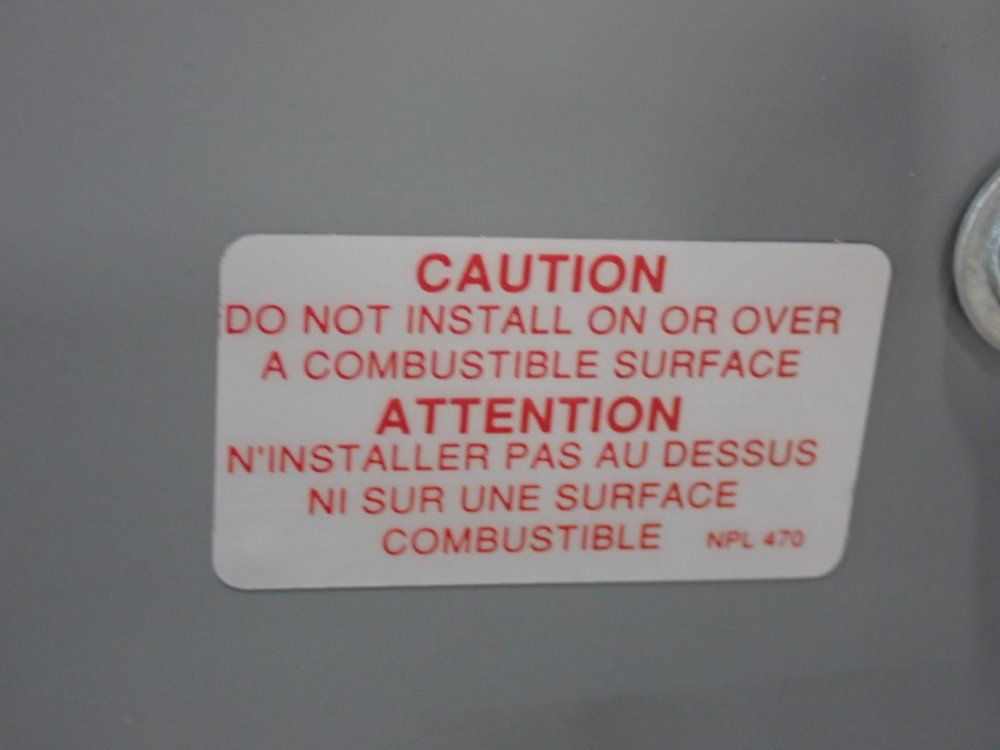 CAUTION
DO NOT INSTALL ON OR OVER
A COMBUSTIBLE SURFACE
ATTENTION
N'INSTALLER PAS AU DESSUS
NI SUR UNE SURFACE
COMBUSTIBLE NPL 470